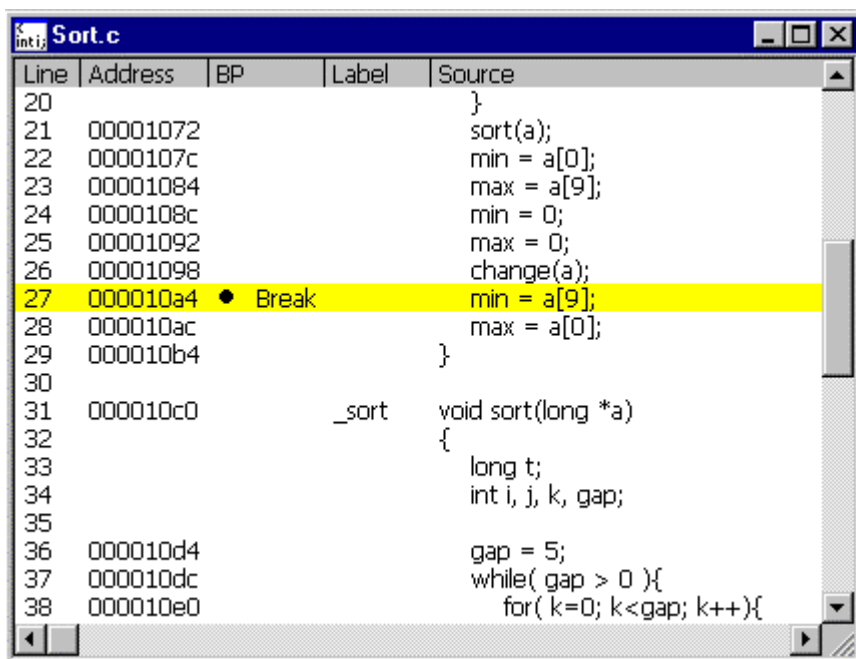 int i; Sort.c
Line Address BP Label Source
20 }
21 00001072 sort(a);
22 0000107c min = a[0];
23 00001084 max = a[9];
24 0000108c min = 0;
25 00001092 max = 0;
26 00001098 change(a);
27 000010a4 ● Break min = a[9];
28 000010ac max = a[0];
29 000010b4 }
30
31 000010c0 _sort void sort(long *a)
32 {
33 long t;
34 int i, j, k, gap;
35
36 000010d4 gap = 5;
37 000010dc while( gap > 0 ){
38 000010e0 for( k=0; k<gap; k++){